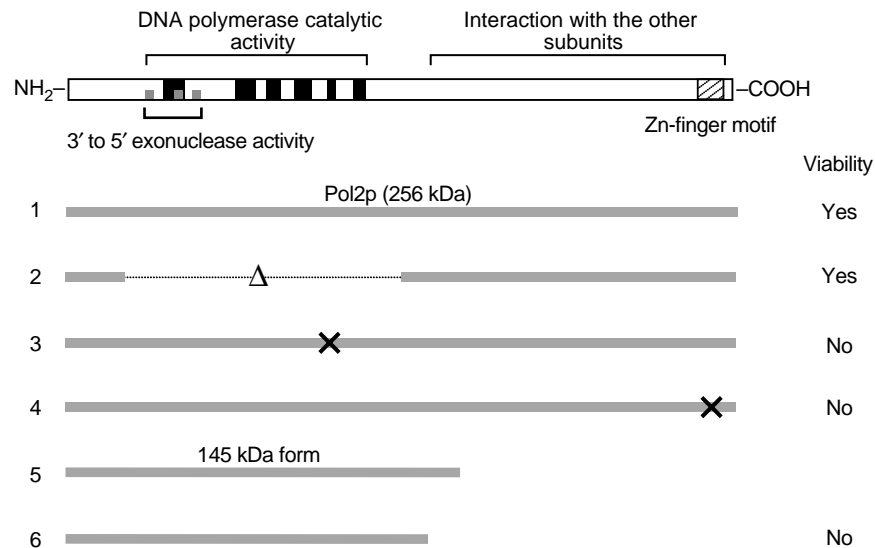 DNA polymerase catalytic
activity
Interaction with the other
subunits
NH2–
–COOH
3′ to 5′ exonuclease activity
Zn-finger motif
Viability
1 Pol2p (256 kDa) Yes
2 Δ Yes
3 No
4 No
5 145 kDa form
6 No